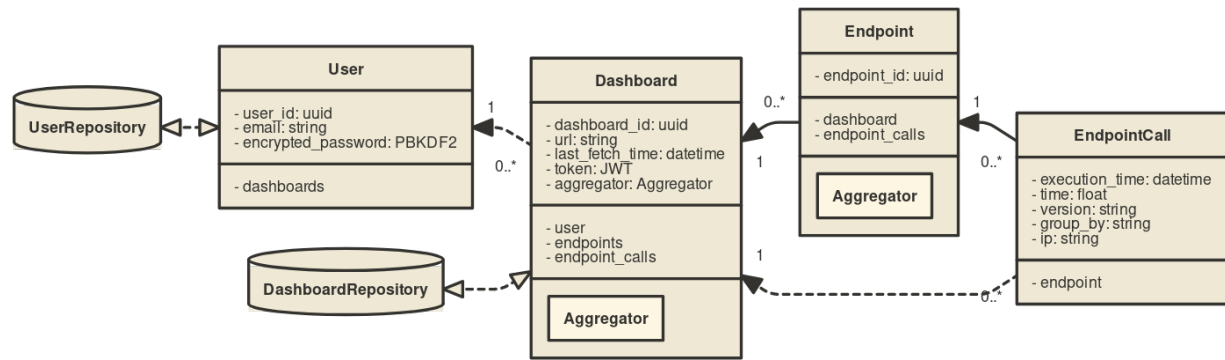 UserRepository
User
- user_id: uuid
- email: string
- encrypted_password: PBKDF2
- dashboards
1
0..*
DashboardRepository
Dashboard
- dashboard_id: uuid
- url: string
- last_fetch_time: datetime
- token: JWT
- aggregator: Aggregator
- user
- endpoints
- endpoint_calls
Aggregator
0..*
1
1
Endpoint
- endpoint_id: uuid
- dashboard
- endpoint_calls
Aggregator
1
0..*
0..*
EndpointCall
- execution_time: datetime
- time: float
- version: string
- group_by: string
- ip: string
- endpoint